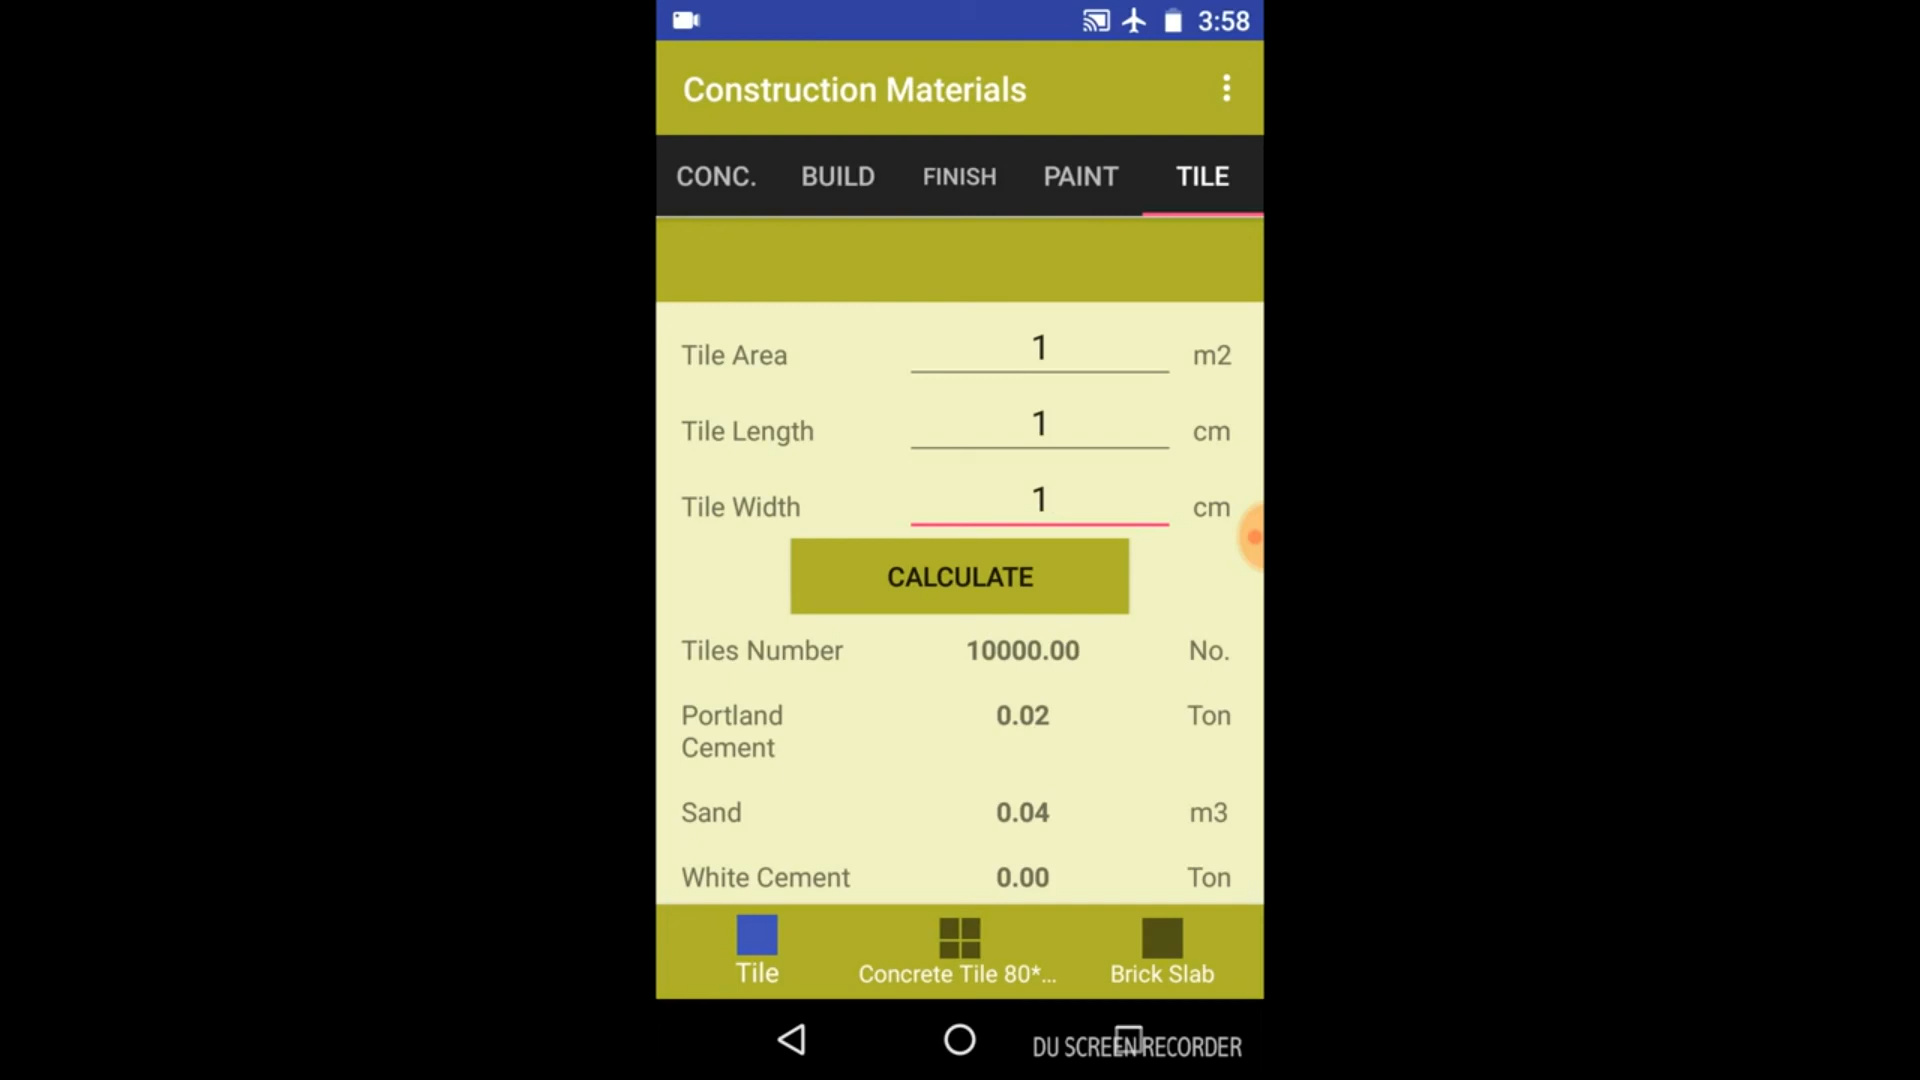 3:58
Construction Materials
CONC. BUILD FINISH PAINT TILE
Tile Area 1 m2
Tile Length 1 cm
Tile Width 1 cm
CALCULATE
Tiles Number 10000.00 No.
Portland 0.02 Ton
Cement
Sand 0.04 m3
White Cement 0.00 Ton
Tile Concrete Tile 80*... Brick Slab
DU SCREEN RECORDER